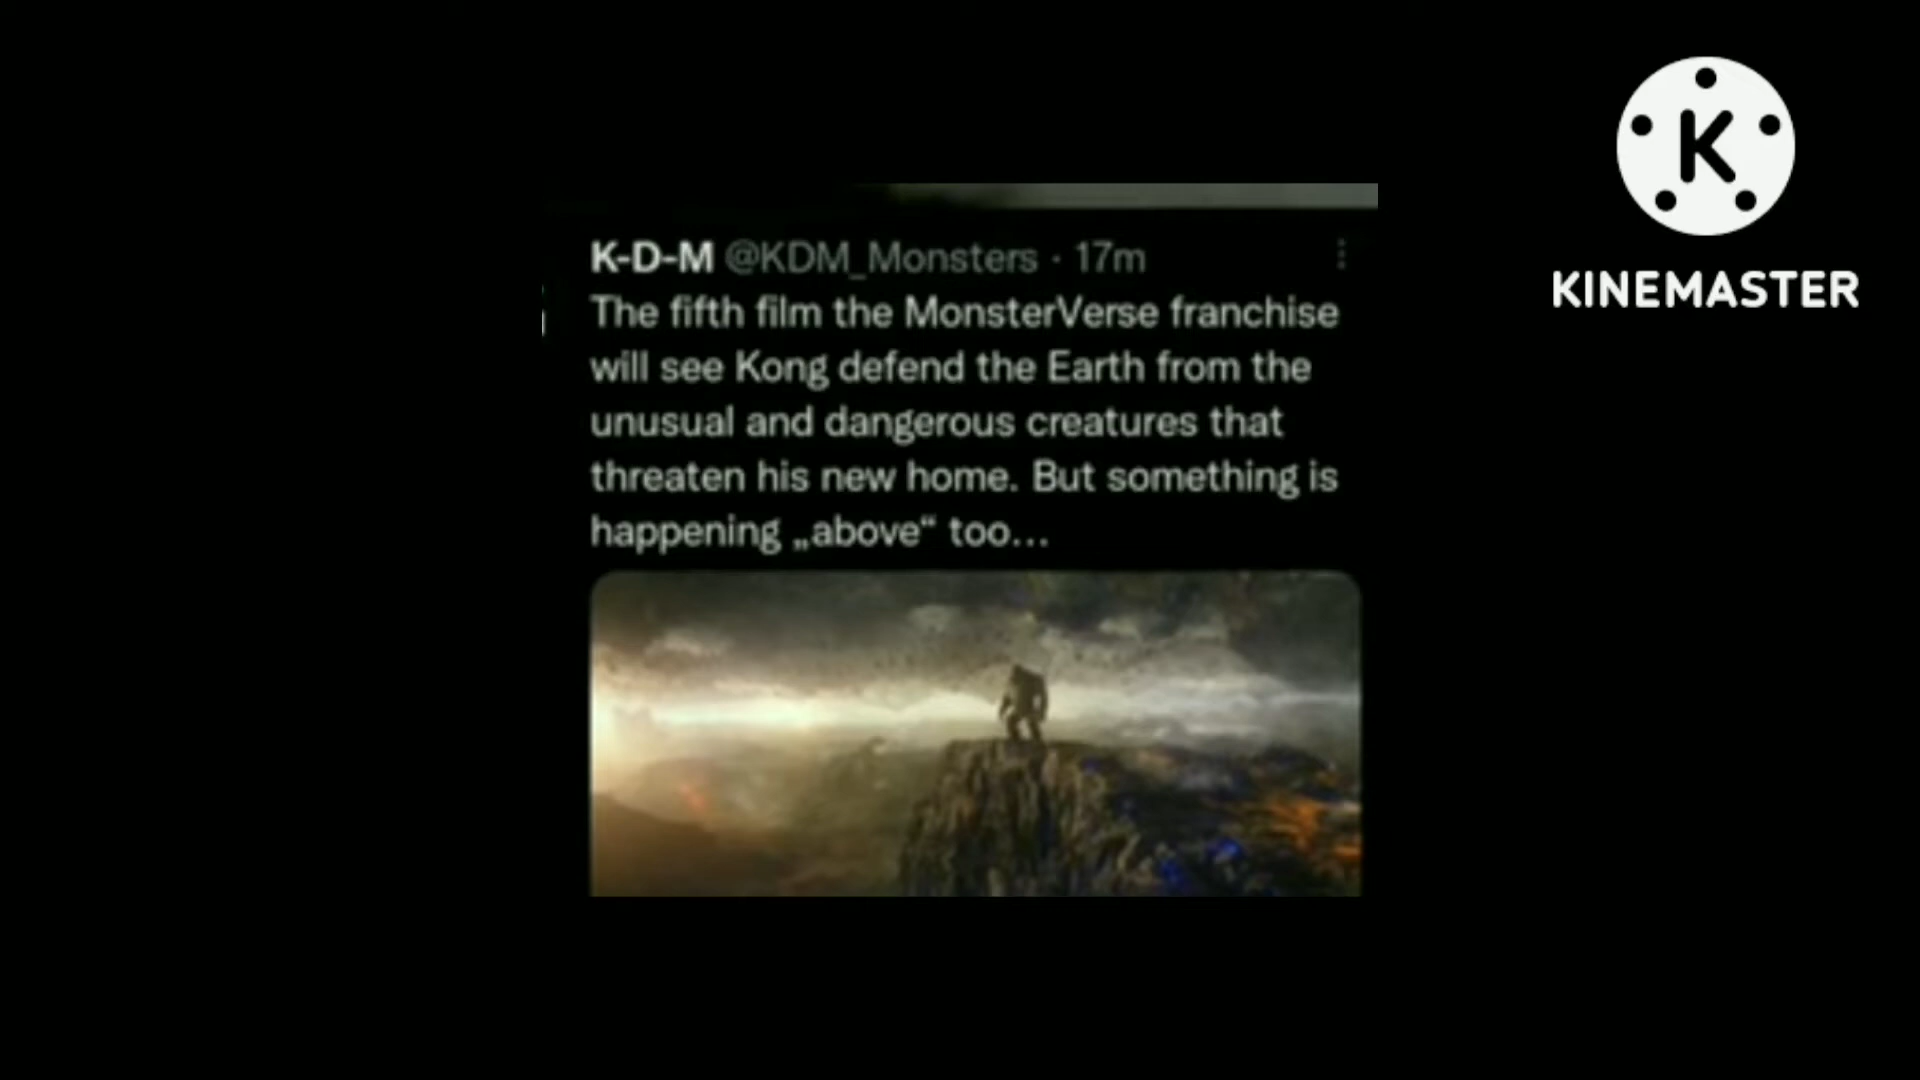 K-D-M @KDM_Monsters · 17m
The fifth film the MonsterVerse franchise
will see Kong defend the Earth from the
unusual and dangerous creatures that
threaten his new home. But something is
happening „above“ too...
K
KINEMASTER